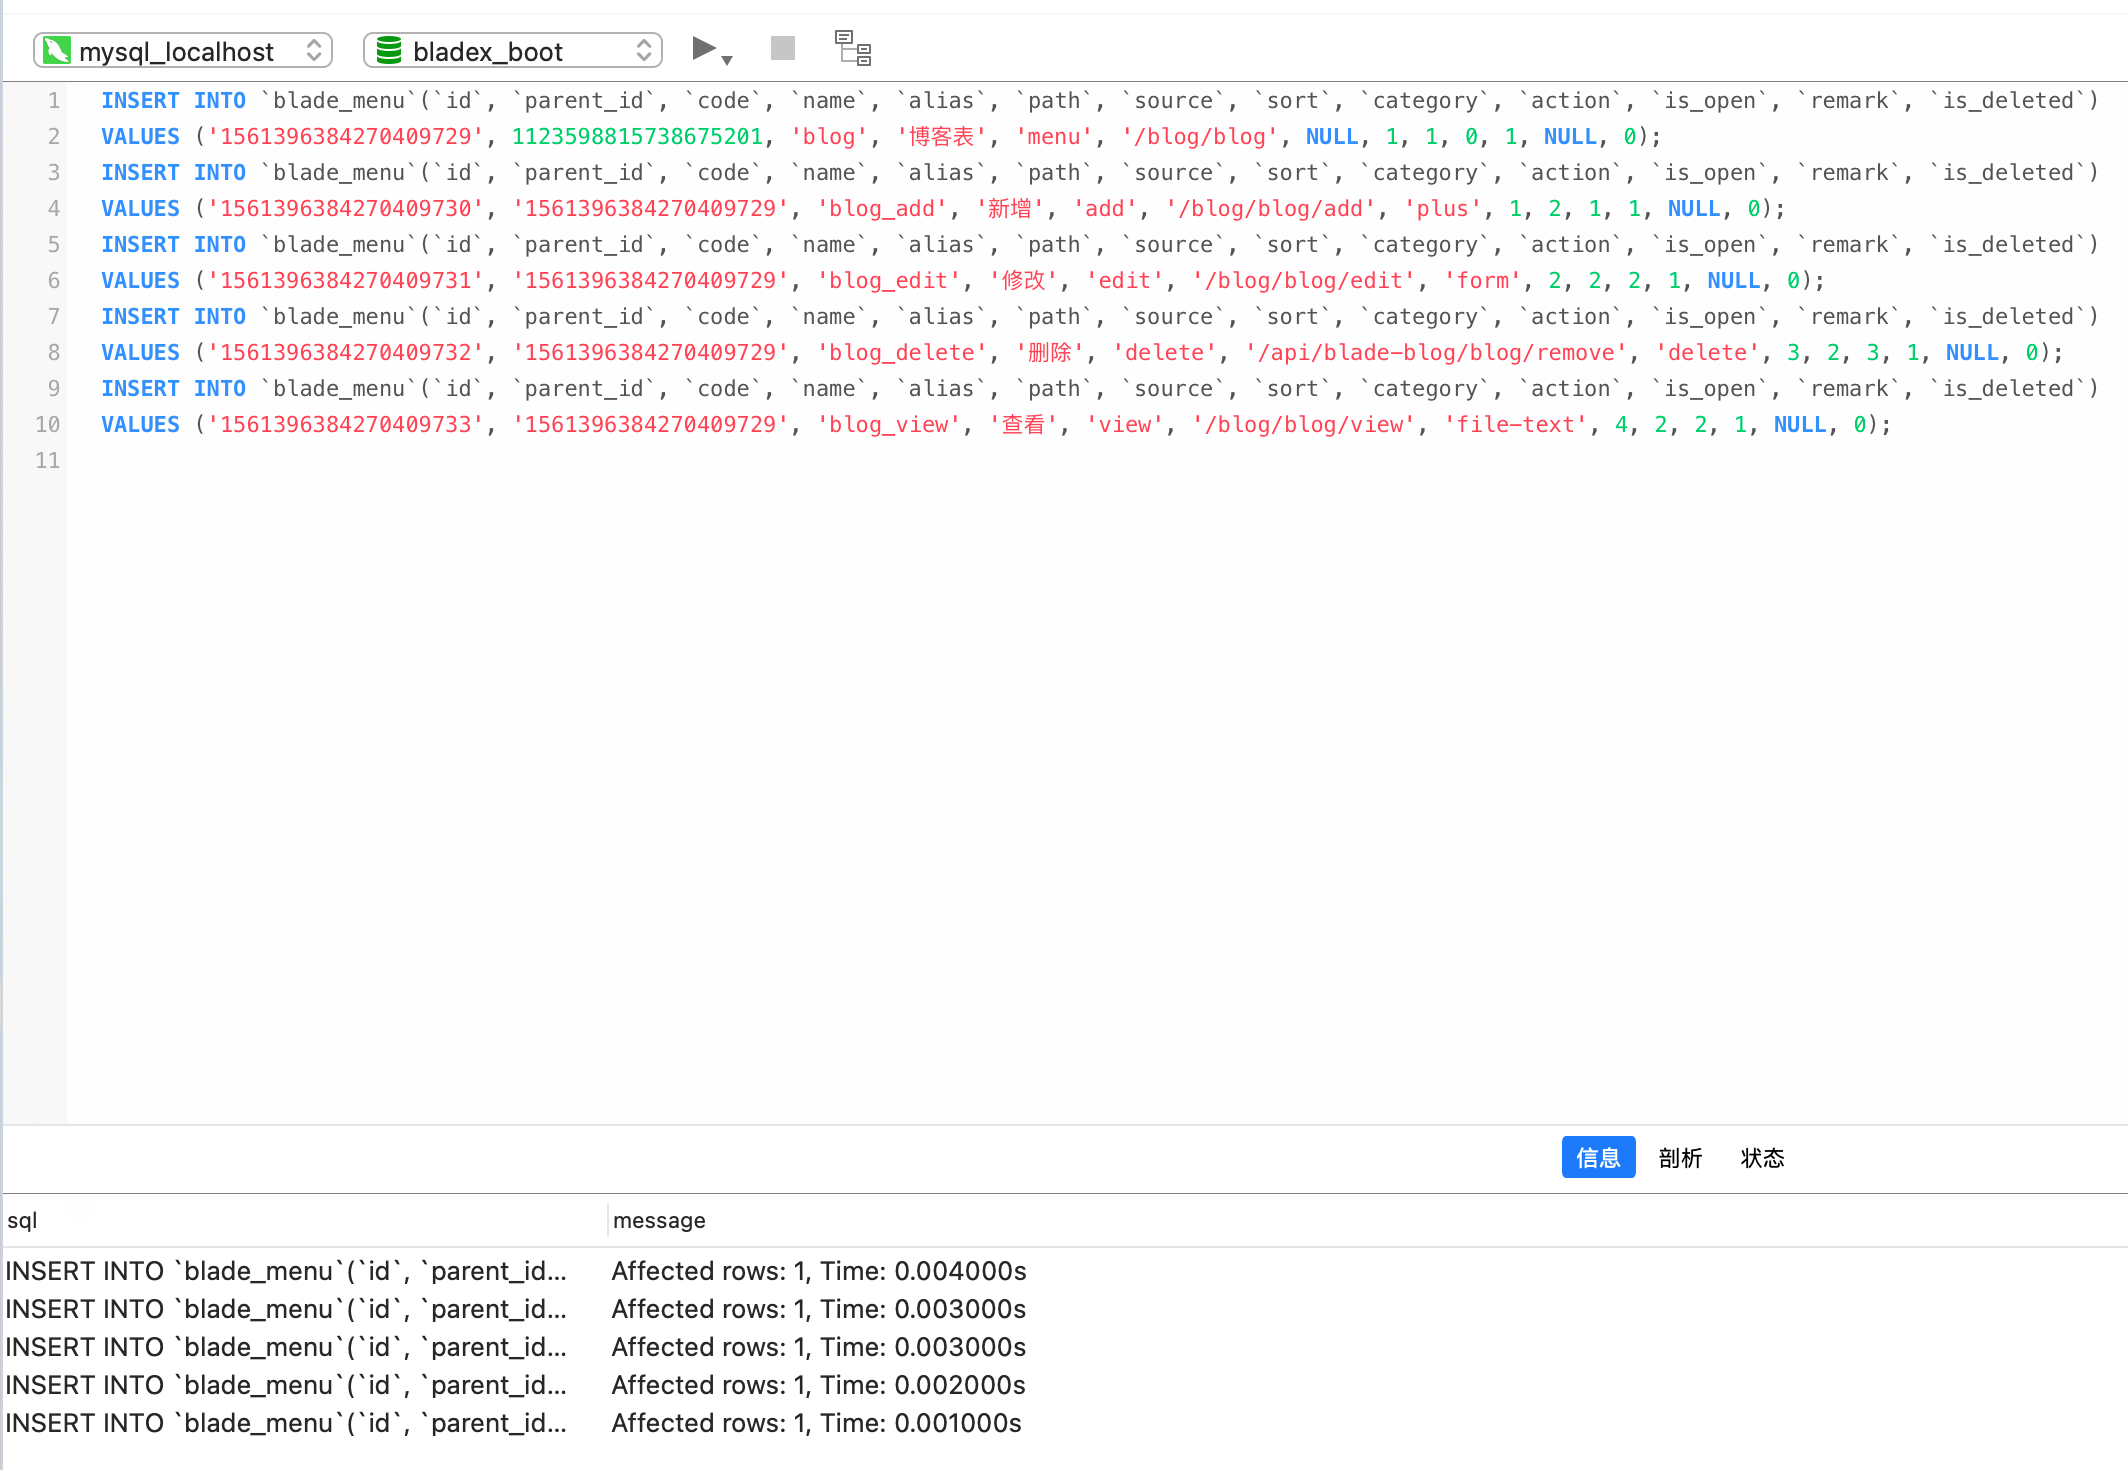 mysql_localhost bladex_boot
1 INSERT INTO `blade_menu`(`id`, `parent_id`, `code`, `name`, `alias`, `path`, `source`, `sort`, `category`, `action`, `is_open`, `remark`, `is_deleted`)
2 VALUES ('1561396384270409729', 1123598815738675201, 'blog', '博客表', 'menu', '/blog/blog', NULL, 1, 1, 0, 1, NULL, 0);
3 INSERT INTO `blade_menu`(`id`, `parent_id`, `code`, `name`, `alias`, `path`, `source`, `sort`, `category`, `action`, `is_open`, `remark`, `is_deleted`)
4 VALUES ('1561396384270409730', '1561396384270409729', 'blog_add', '新增', 'add', '/blog/blog/add', 'plus', 1, 2, 1, 1, NULL, 0);
5 INSERT INTO `blade_menu`(`id`, `parent_id`, `code`, `name`, `alias`, `path`, `source`, `sort`, `category`, `action`, `is_open`, `remark`, `is_deleted`)
6 VALUES ('1561396384270409731', '1561396384270409729', 'blog_edit', '修改', 'edit', '/blog/blog/edit', 'form', 2, 2, 2, 1, NULL, 0);
7 INSERT INTO `blade_menu`(`id`, `parent_id`, `code`, `name`, `alias`, `path`, `source`, `sort`, `category`, `action`, `is_open`, `remark`, `is_deleted`)
8 VALUES ('1561396384270409732', '1561396384270409729', 'blog_delete', '删除', 'delete', '/api/blade-blog/blog/remove', 'delete', 3, 2, 3, 1, NULL, 0);
9 INSERT INTO `blade_menu`(`id`, `parent_id`, `code`, `name`, `alias`, `path`, `source`, `sort`, `category`, `action`, `is_open`, `remark`, `is_deleted`)
10 VALUES ('1561396384270409733', '1561396384270409729', 'blog_view', '查看', 'view', '/blog/blog/view', 'file-text', 4, 2, 2, 1, NULL, 0);
11
信息 剖析 状态
sql message
INSERT INTO `blade_menu`(`id`, `parent_id... Affected rows: 1, Time: 0.004000s
INSERT INTO `blade_menu`(`id`, `parent_id... Affected rows: 1, Time: 0.003000s
INSERT INTO `blade_menu`(`id`, `parent_id... Affected rows: 1, Time: 0.003000s
INSERT INTO `blade_menu`(`id`, `parent_id... Affected rows: 1, Time: 0.002000s
INSERT INTO `blade_menu`(`id`, `parent_id... Affected rows: 1, Time: 0.001000s